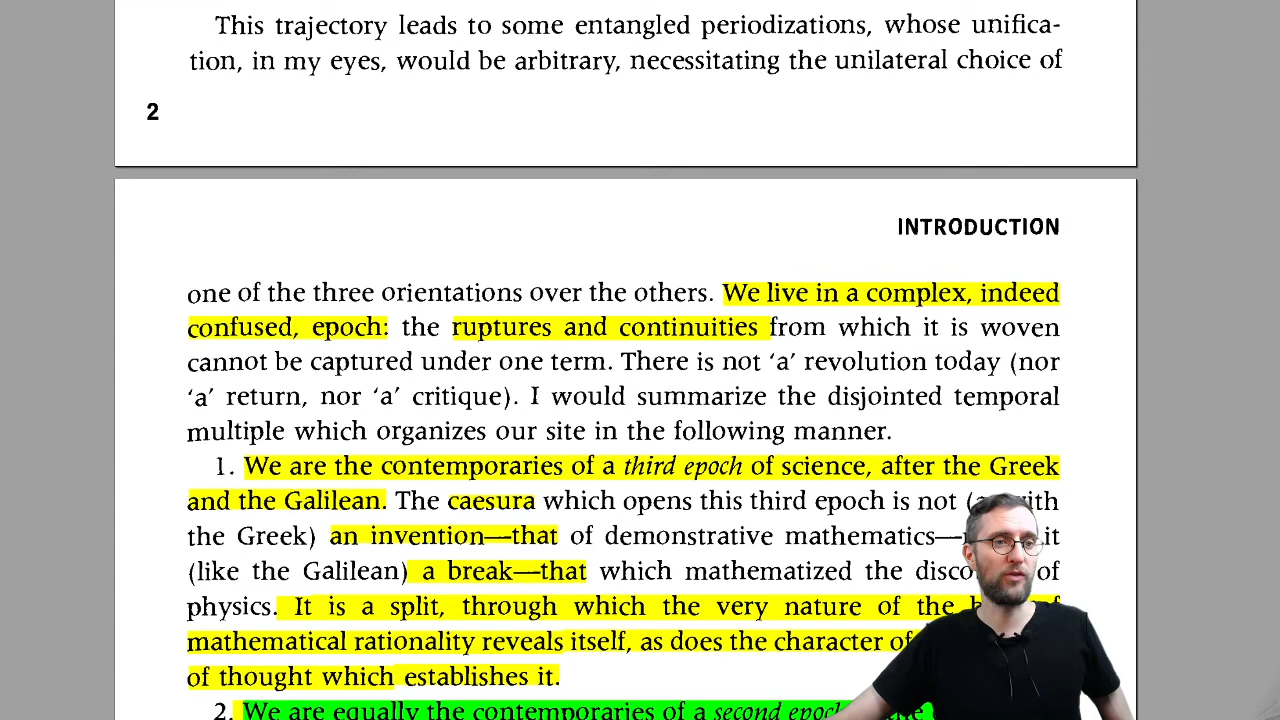 This trajectory leads to some entangled periodizations, whose unifica-
tion, in my eyes, would be arbitrary, necessitating the unilateral choice of
2
INTRODUCTION
one of the three orientations over the others. We live in a complex, indeed
confused, epoch: the ruptures and continuities from which it is woven
cannot be captured under one term. There is not ‘a’ revolution today (nor
‘a’ return, nor ‘a’ critique). I would summarize the disjointed temporal
multiple which organizes our site in the following manner.
1. We are the contemporaries of a third epoch of science, after the Greek
and the Galilean. The caesura which opens this third epoch is not
the Greek) an invention—that of demonstrative mathematics— it
(like the Galilean) a break—that which mathematized the of
physics. It is a split, through which the very nature of the of
mathematical rationality reveals itself, as does the character of
of thought which establishes it.
2. We are equally the contemporaries of a second epoch